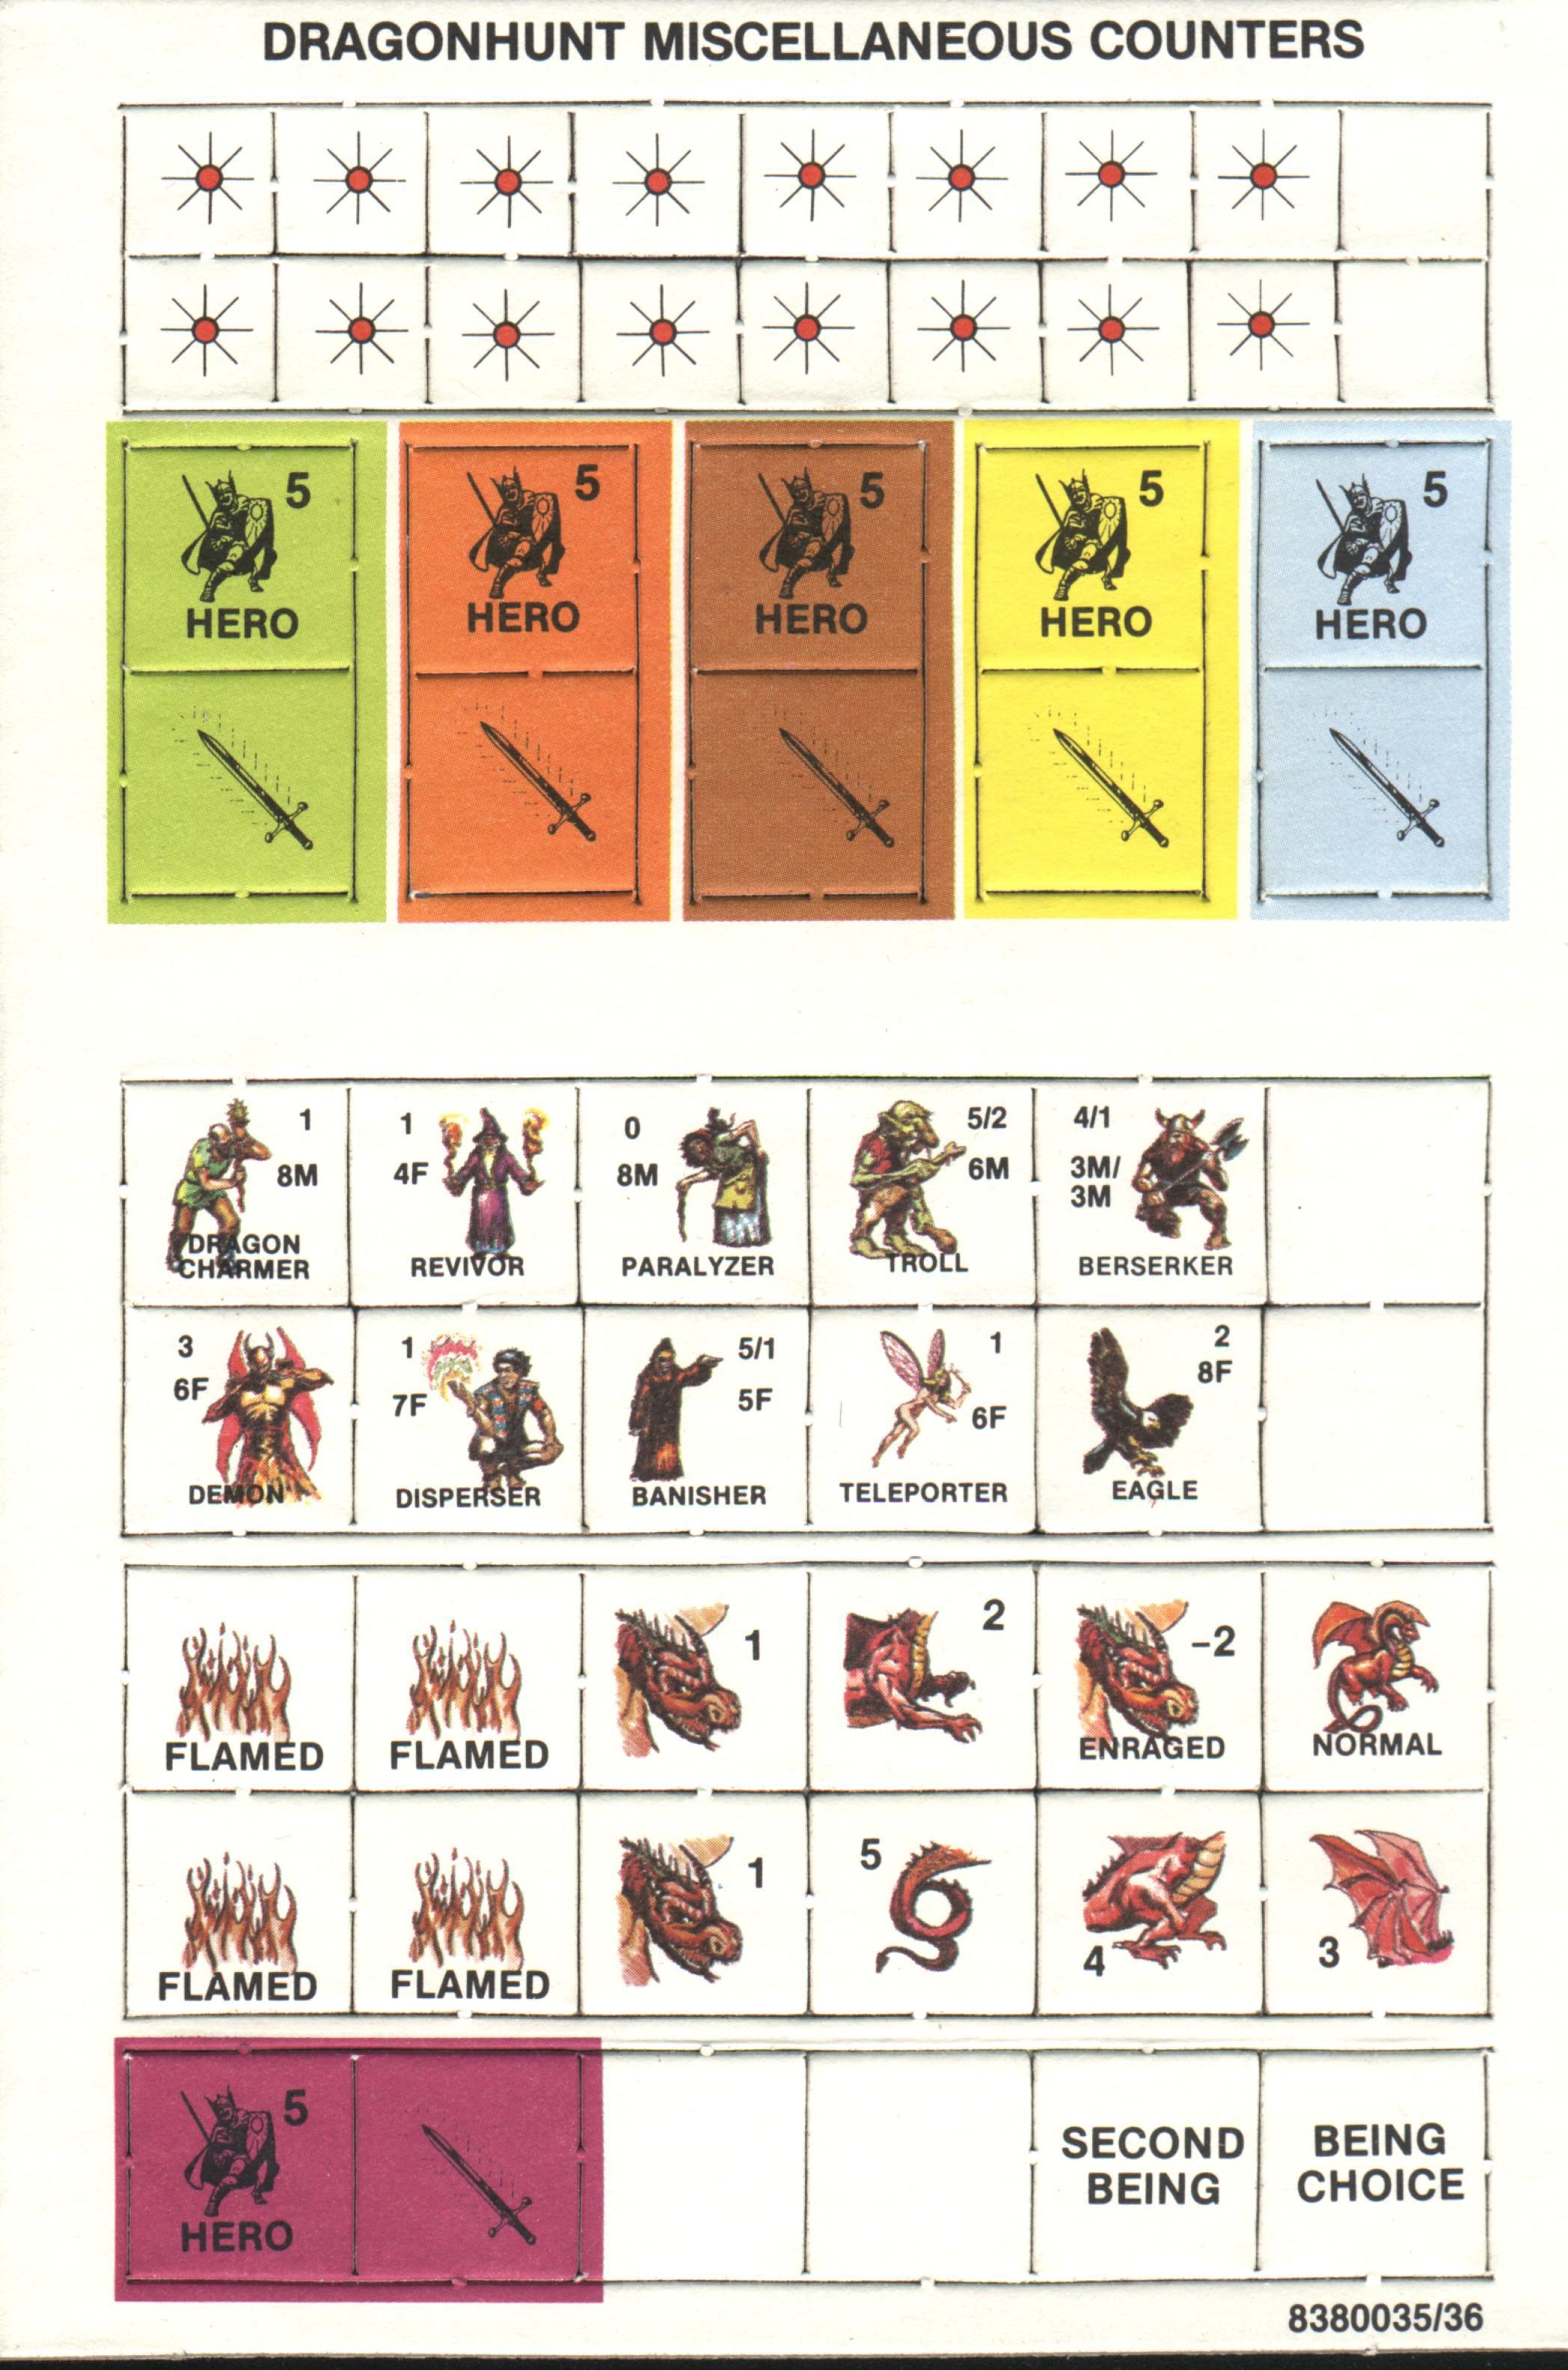 DRAGONHUNT MISCELLANEOUS COUNTERS
5
HERO
5
HERO
5
HERO
5
HERO
5
HERO
1
8M
DRAGON
CHARMER
1
4F
REVIVOR
0
8M
PARALYZER
5/2
6M
TROLL
4/1
3M/
3M
BERSERKER
3
6F
DEMON
1
7F
DISPERSER
5/1
5F
BANISHER
1
6F
TELEPORTER
2
8F
EAGLE
FLAMED
FLAMED
1
2
-2
ENRAGED
NORMAL
FLAMED
FLAMED
1
5
4
3
5
HERO
SECOND
BEING
BEING
CHOICE
8380035/36